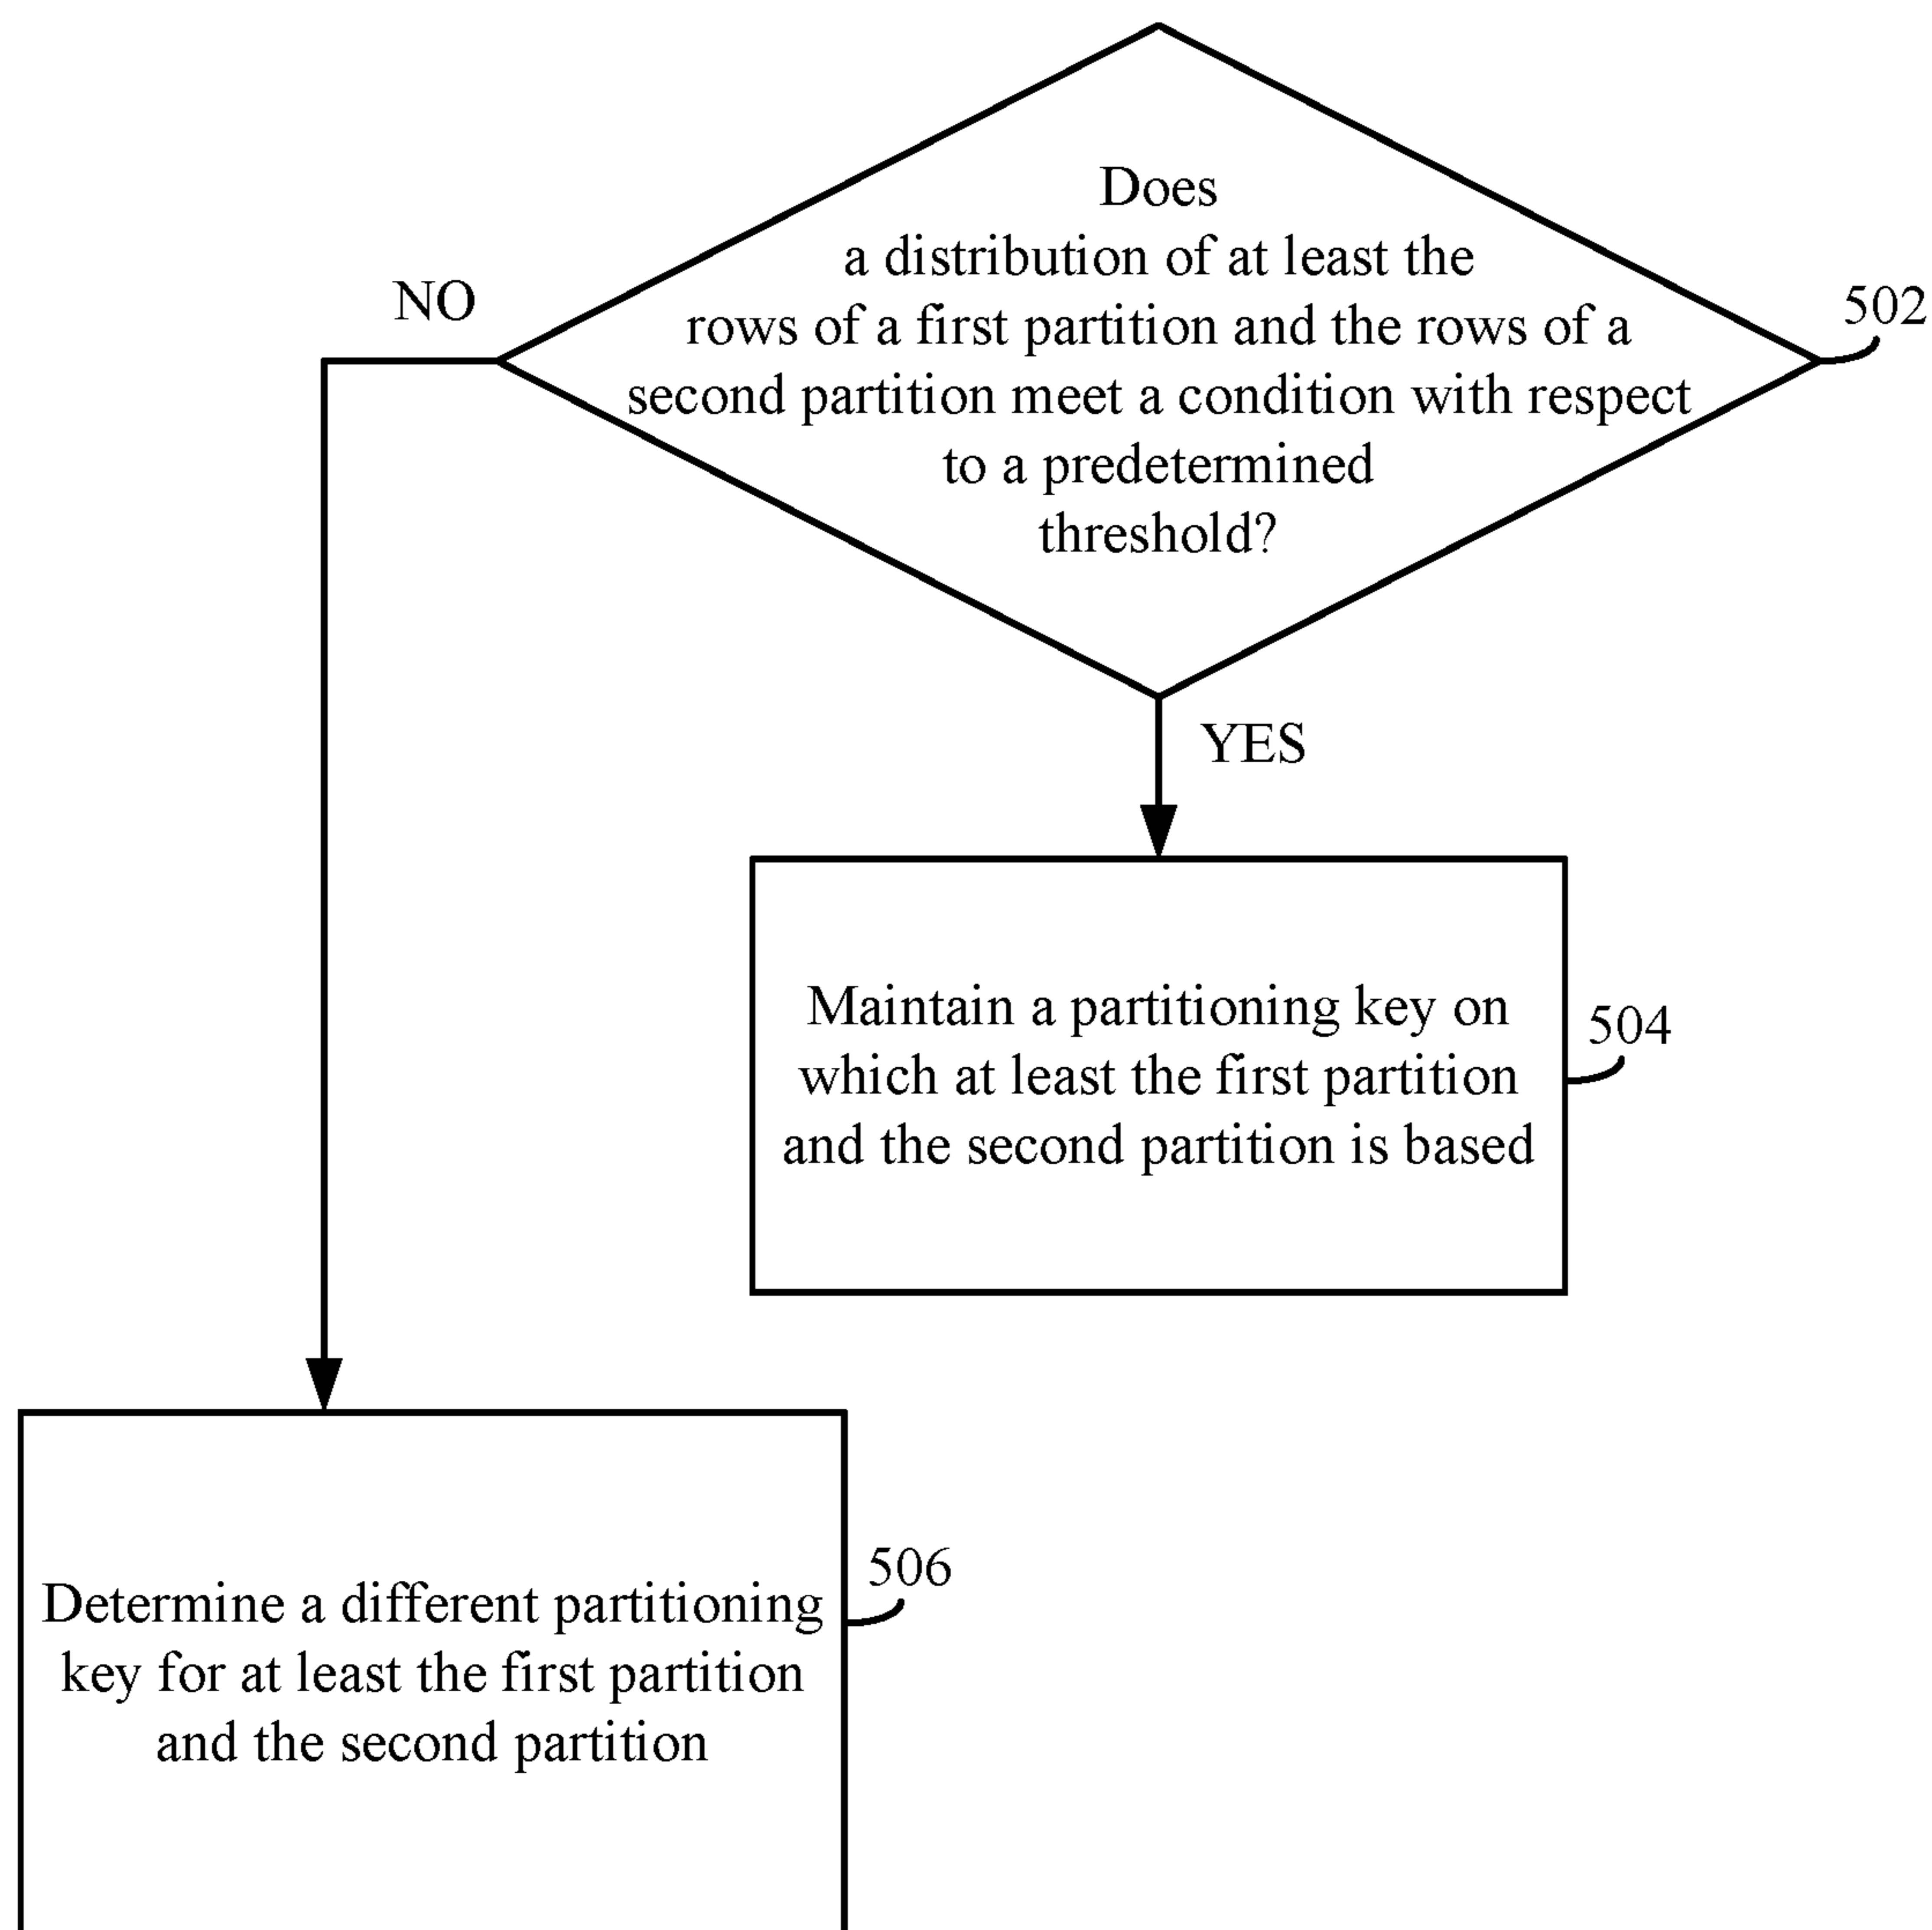 Does
a distribution of at least the
rows of a first partition and the rows of a
second partition meet a condition with respect
to a predetermined
threshold?
NO
502
YES
Maintain a partitioning key on
which at least the first partition
and the second partition is based
504
Determine a different partitioning
key for at least the first partition
and the second partition
506